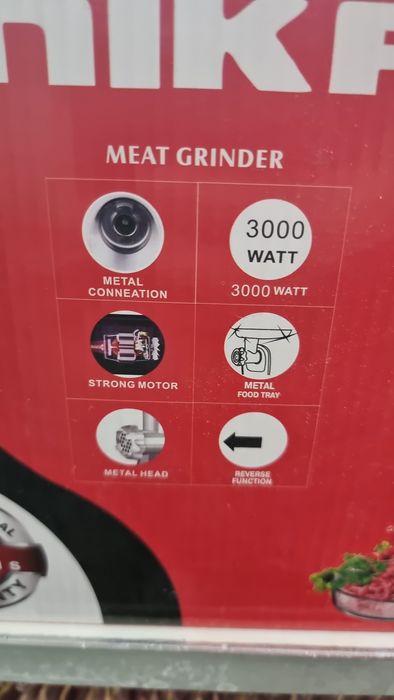 MEAT GRINDER
3000
WATT
METAL
CONNEATION
3000 WATT
STRONG MOTOR
METAL
FOOD TRAY
METAL HEAD
REVERSE
FUNCTION